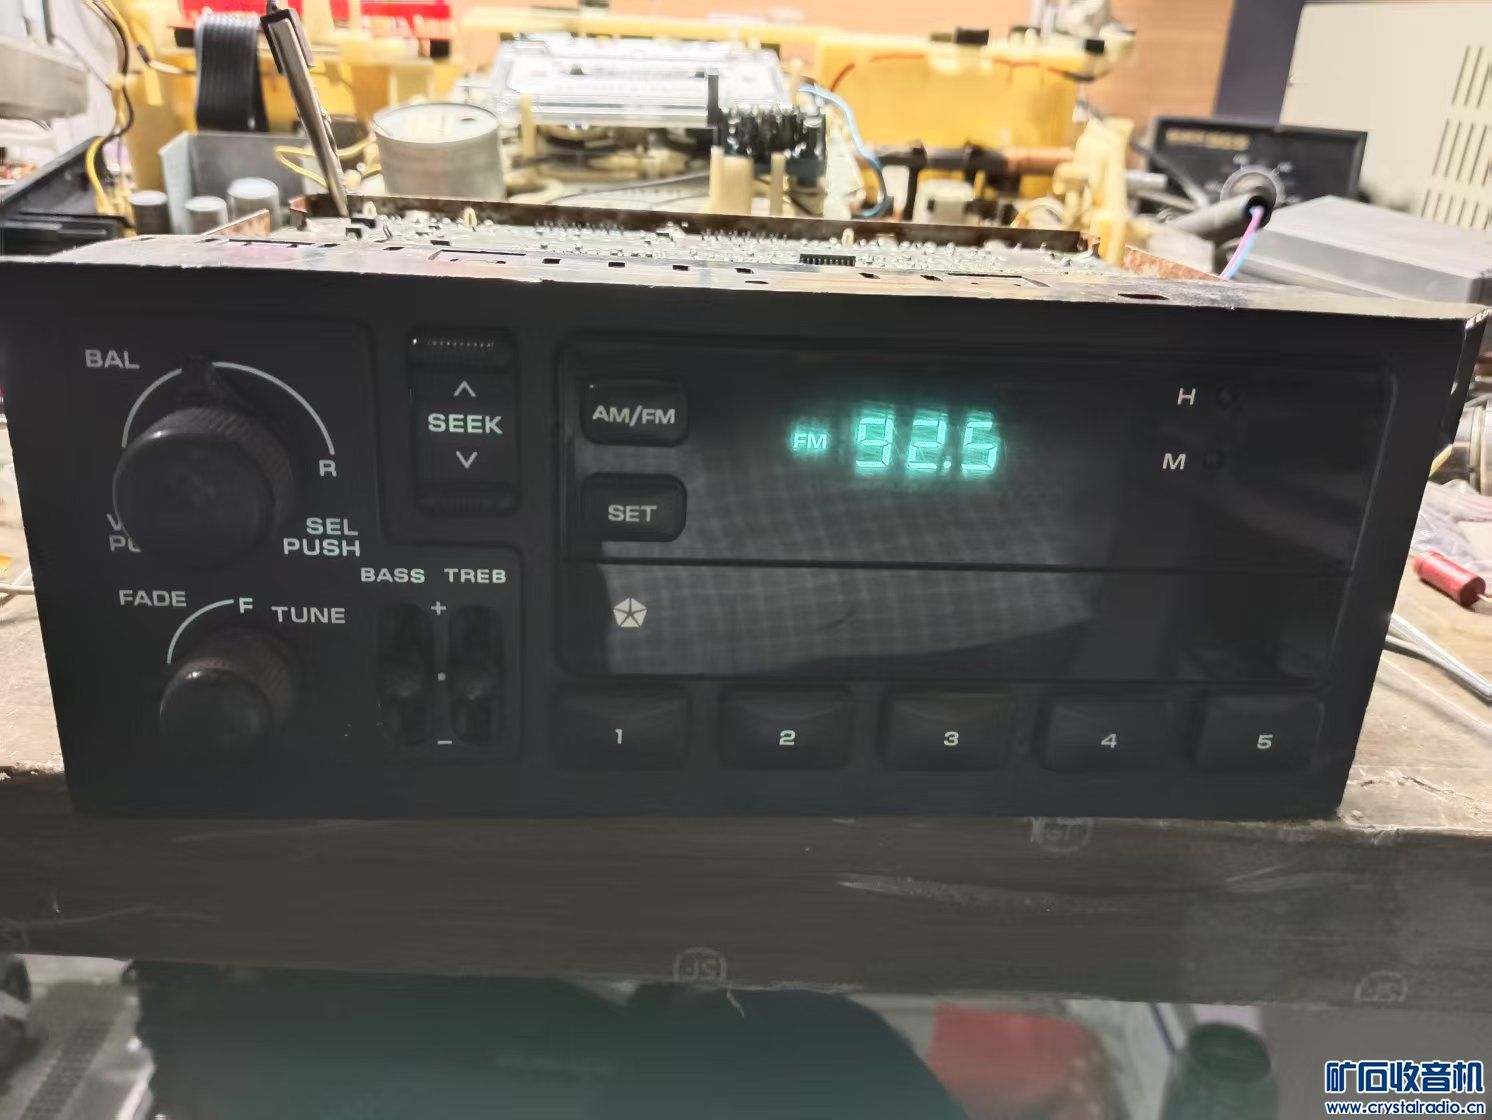 BAL
R
SEL
PUSH
FADE
F
TUNE
SEEK
BASS TREB
+
−
AM/FM
SET
FM 92.5
H
M
1 2 3 4 5
JS
矿石收音机
www.crystalradio.cn